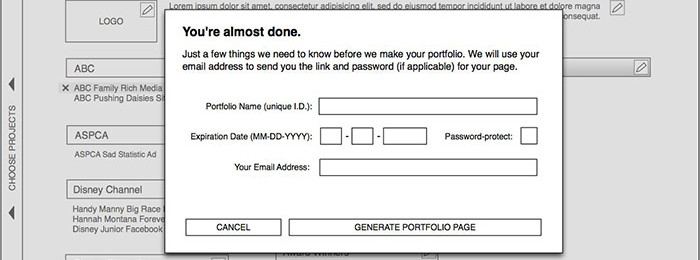 LOGO
Lorem ipsum dolor sit amet, consectetur adipisicing elit, sed do eiusmod tempor incididunt ut labore et dolore magna
consequat.
You're almost done.
Just a few things we need to know before we make your portfolio. We will use your
email address to send you the link and password (if applicable) for your page.
Portfolio Name (unique I.D.):
Expiration Date (MM-DD-YYYY): - - Password-protect:
Your Email Address:
CANCEL GENERATE PORTFOLIO PAGE
CHOOSE PROJECTS
ABC
X ABC Family Rich Media
ABC Pushing Daisies
ASPCA
ASPCA Sad Statistic Ad
Disney Channel
Handy Manny Big Race
Hannah Montana
Disney Junior Facebook